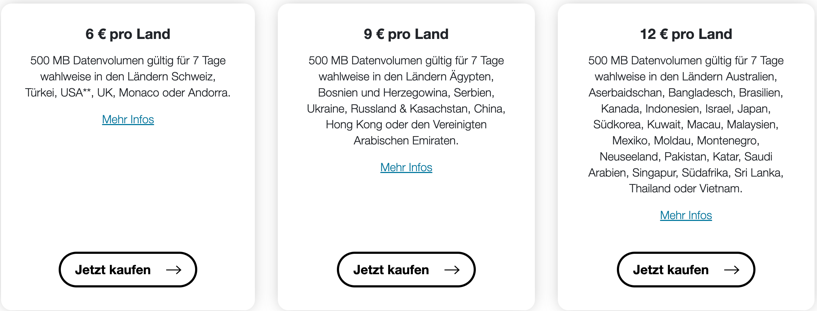 6 € pro Land
500 MB Datenvolumen gültig für 7 Tage
wahlweise in den Ländern Schweiz,
Türkei, USA**, UK, Monaco oder Andorra.
Mehr Infos
Jetzt kaufen
9 € pro Land
500 MB Datenvolumen gültig für 7 Tage
wahlweise in den Ländern Ägypten,
Bosnien und Herzegowina, Serbien,
Ukraine, Russland & Kasachstan, China,
Hong Kong oder den Vereinigten
Arabischen Emiraten.
Mehr Infos
Jetzt kaufen
12 € pro Land
500 MB Datenvolumen gültig für 7 Tage
wahlweise in den Ländern Australien,
Aserbaidschan, Bangladesch, Brasilien,
Kanada, Indonesien, Israel, Japan,
Südkorea, Kuwait, Macau, Malaysien,
Mexiko, Moldau, Montenegro,
Neuseeland, Pakistan, Katar, Saudi
Arabien, Singapur, Südafrika, Sri Lanka,
Thailand oder Vietnam.
Mehr Infos
Jetzt kaufen